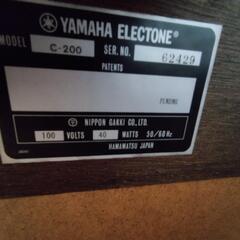 YAMAHA ELECTONE®
MODEL C-200 SER. NO. 62429
PATENTS
PENDING
NIPPON GAKKI CO., LTD.
100 VOLTS 40 WATTS 50/60Hz
HAMAMATSU JAPAN